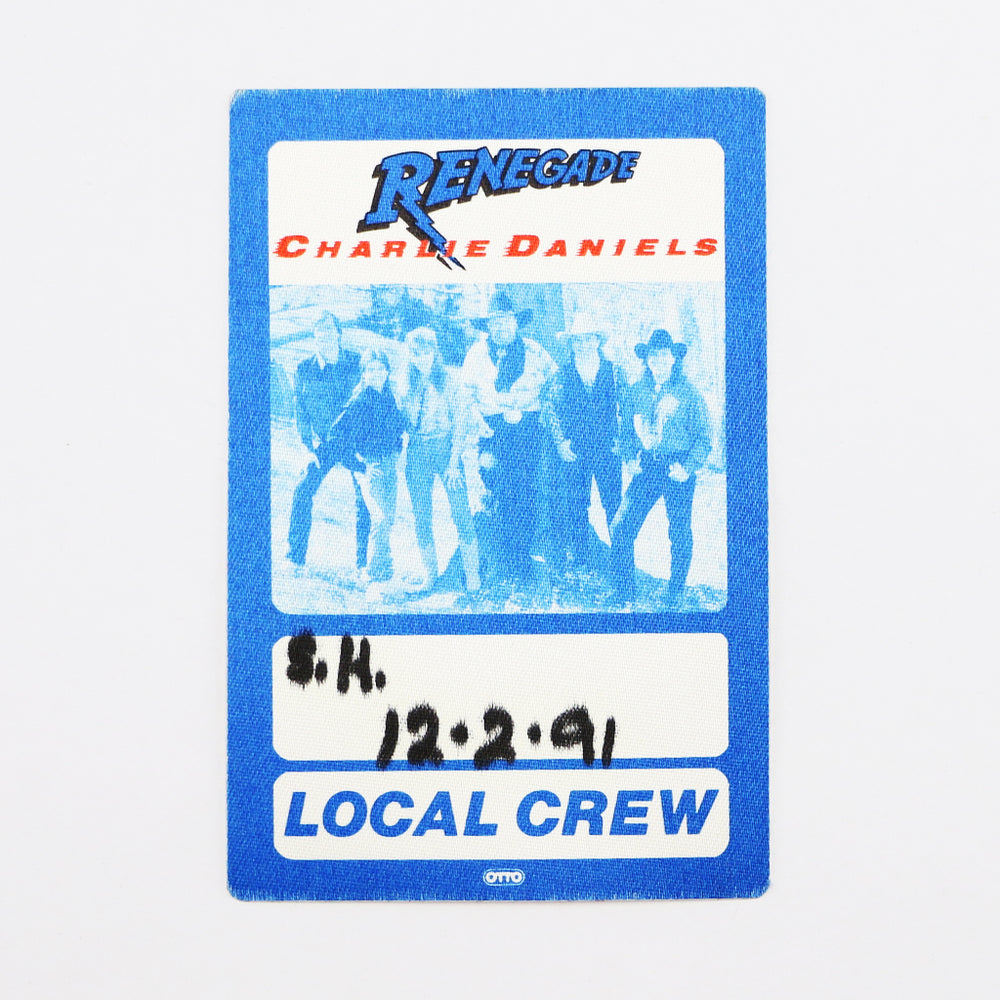 RENEGADE
CHARLIE DANIELS
S.H.
12·2·91
LOCAL CREW
OTTO